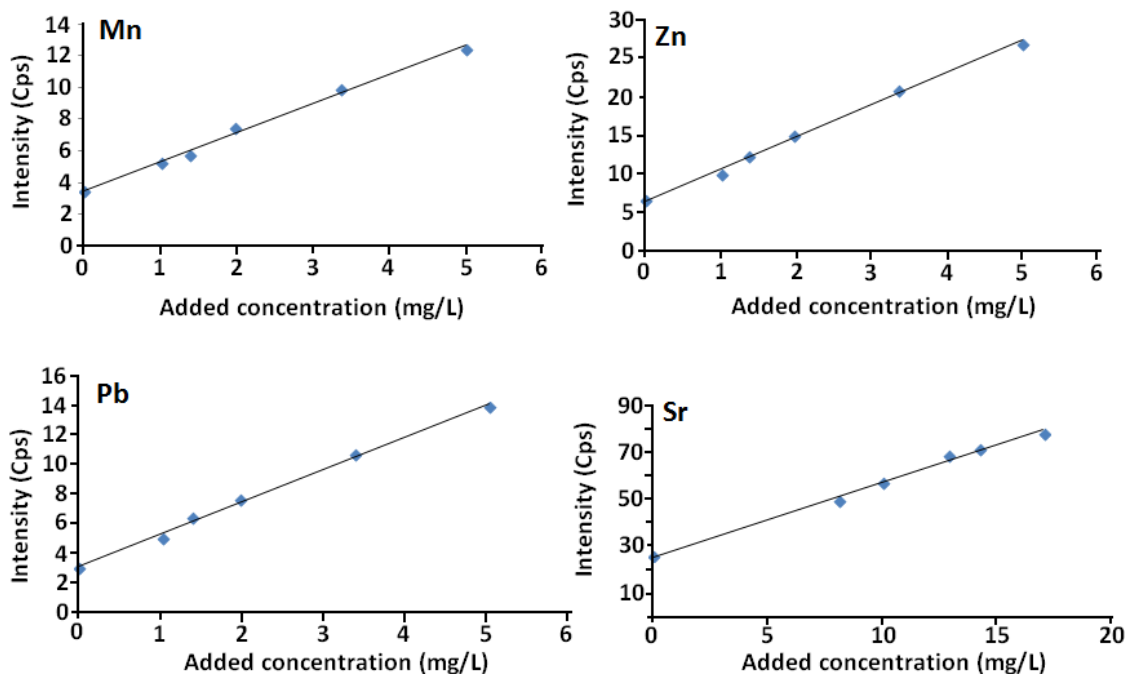 Mn
Intensity (Cps)
14
12
10
8
6
4
2
0
0 1 2 3 4 5 6
Added concentration (mg/L)
Zn
Intensity (Cps)
30
25
20
15
10
5
0
0 1 2 3 4 5 6
Added concentration (mg/L)
Pb
Intensity (Cps)
16
14
12
10
8
6
4
2
0
0 1 2 3 4 5 6
Added concentration (mg/L)
Sr
Intensity (Cps)
90
70
50
30
10
0 5 10 15 20
Added concentration (mg/L)